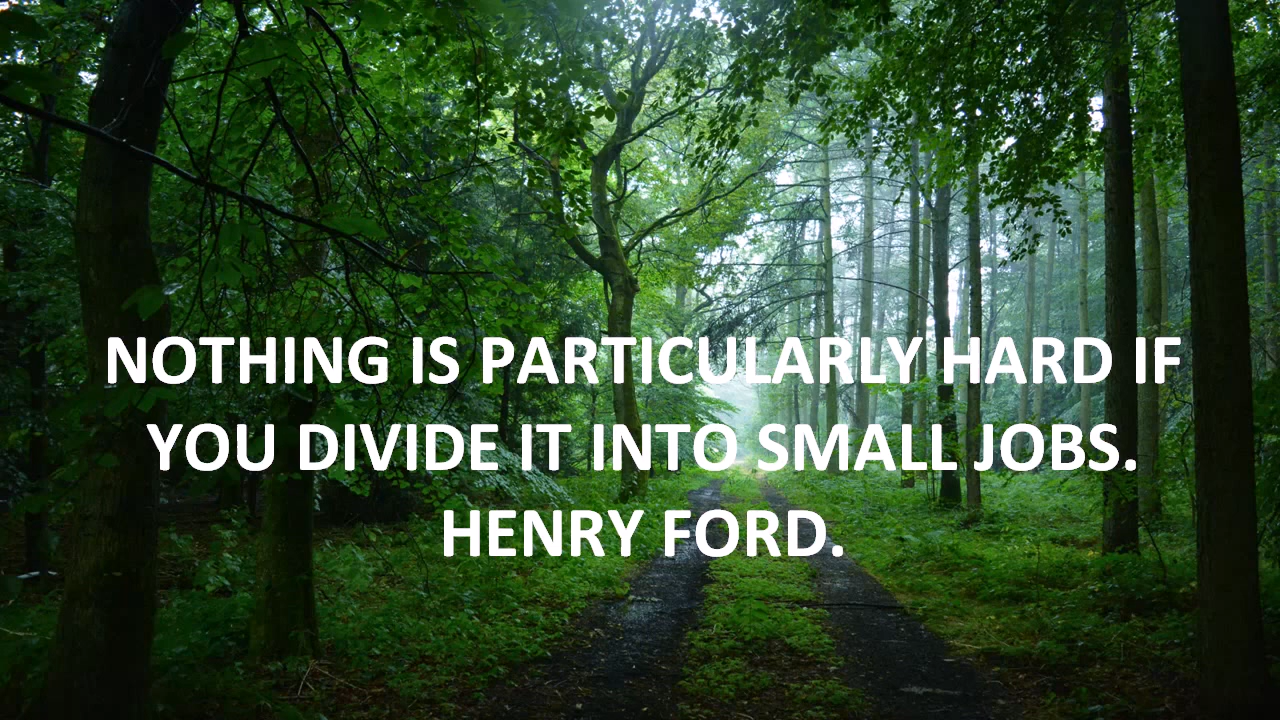 NOTHING IS PARTICULARLY HARD IF
YOU DIVIDE IT INTO SMALL JOBS.
HENRY FORD.